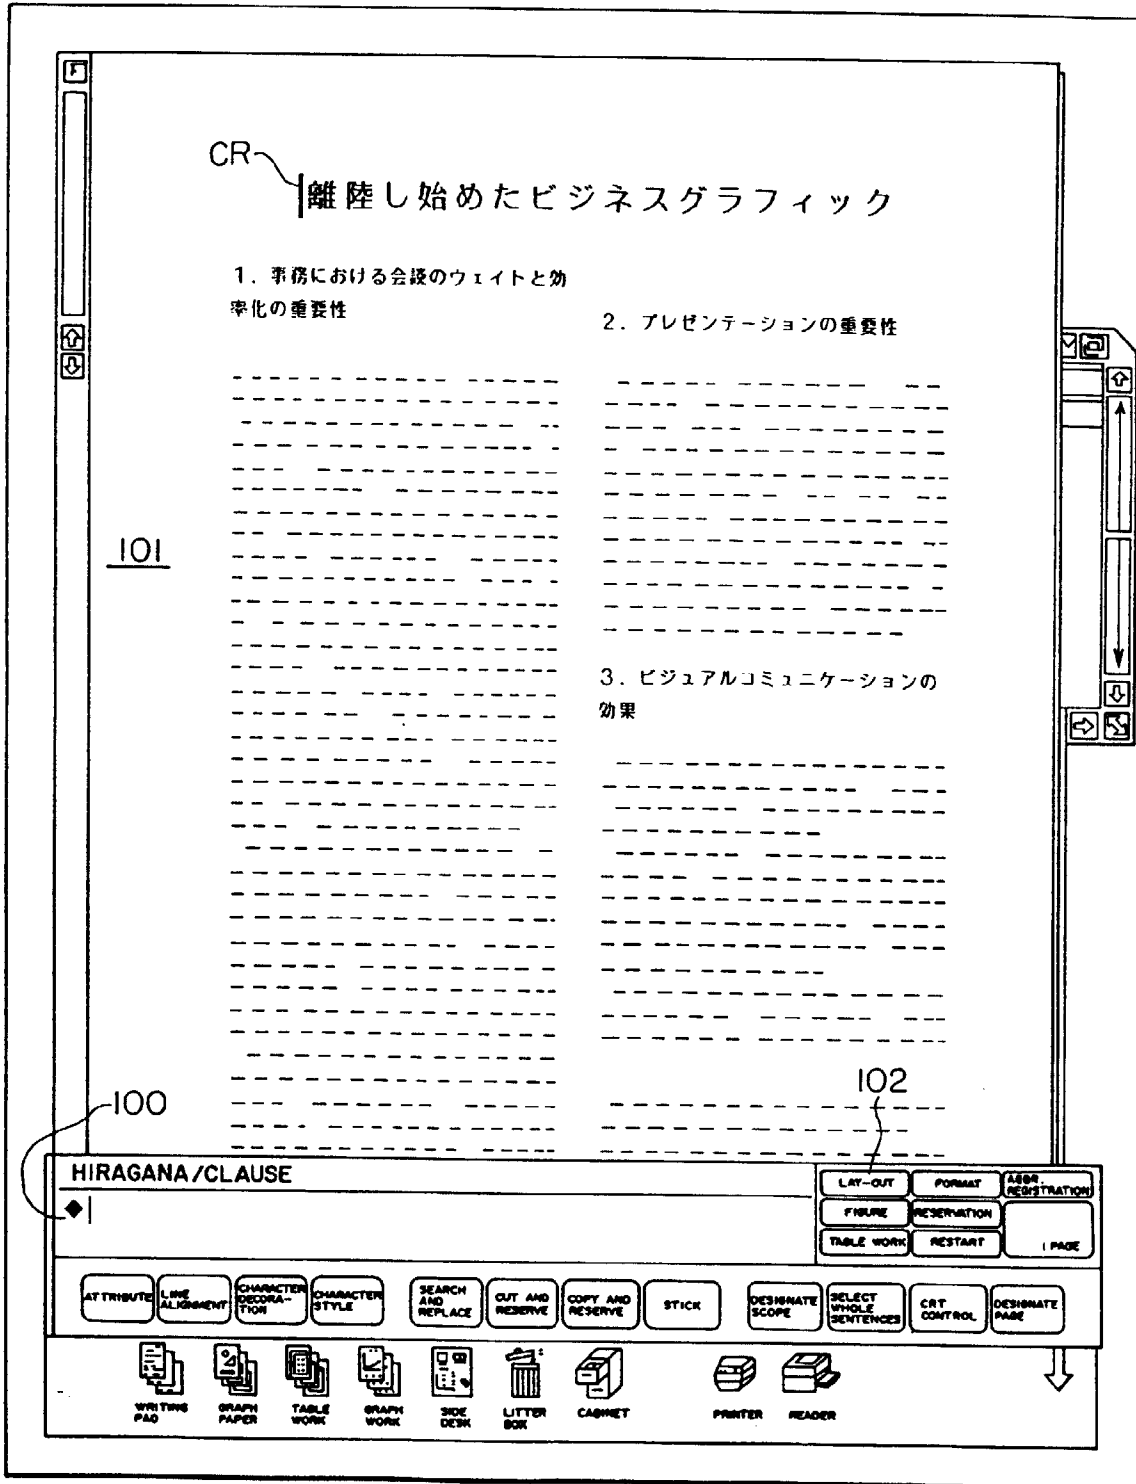 CR
離陸し始めたビジネスグラフィック
1. 事務における会議のウェイトと効
率化の重要性
2. プレゼンテーションの重要性
101
3. ビジュアルコミュニケーションの
効果
100
102
HIRAGANA/CLAUSE
LAY-OUT
FORMAT
ABBR.
REGISTRATION
FIGURE
RESERVATION
TABLE WORK
RESTART
1 PAGE
ATTRIBUTE
LINE
ALIGNMENT
CHARACTER
DECORA-
TION
CHARACTER
STYLE
SEARCH
AND
REPLACE
CUT AND
RESERVE
COPY AND
RESERVE
STICK
DESIGNATE
SCOPE
SELECT
WHOLE
SENTENCES
CRT
CONTROL
DESIGNATE
PAGE
WRITING
PAD
GRAPH
PAPER
TABLE
WORK
GRAPH
WORK
SIDE
DESK
LITTER
BOX
CABINET
PRINTER
READER